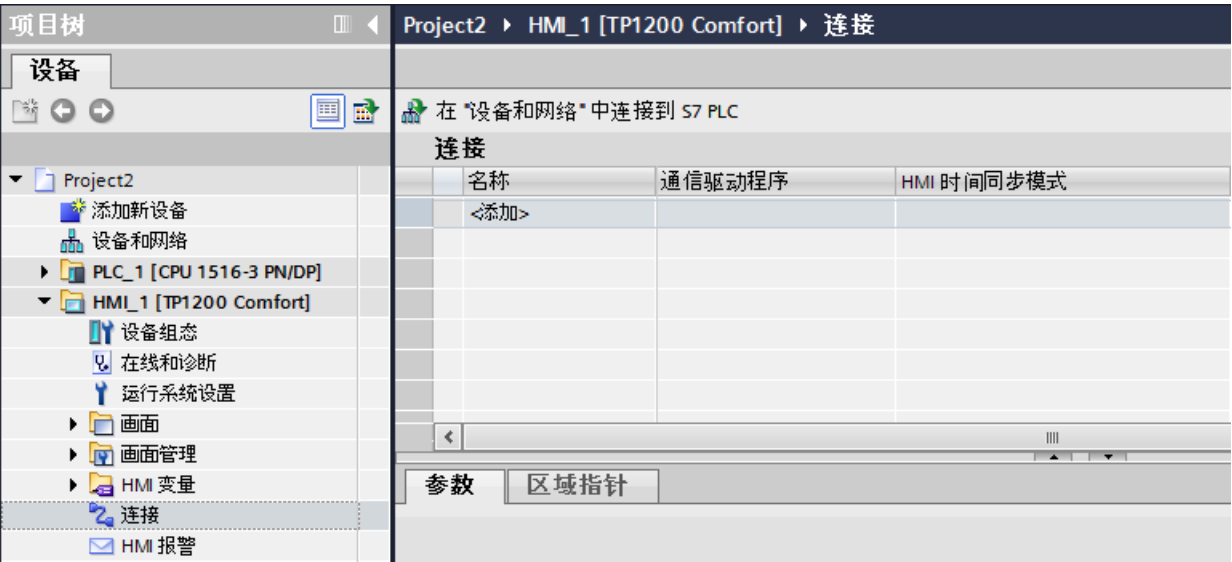 项目树
Project2 ▸ HMI_1 [TP1200 Comfort] ▸ 连接
设备
在 "设备和网络" 中连接到 S7 PLC
连接
名称 通信驱动程序 HMI 时间同步模式
<添加>
Project2
添加新设备
设备和网络
PLC_1 [CPU 1516-3 PN/DP]
HMI_1 [TP1200 Comfort]
设备组态
在线和诊断
运行系统设置
画面
画面管理
HMI 变量
连接
HMI 报警
参数 区域指针